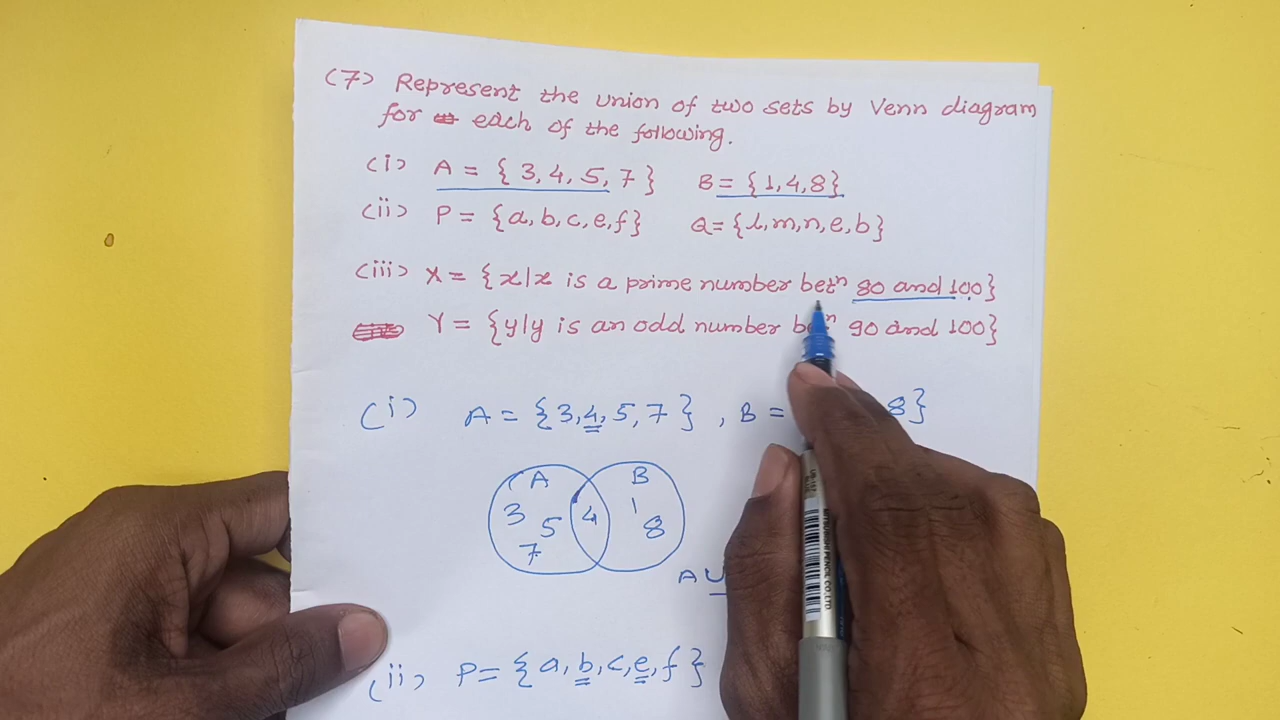 (7) Represent the union of two sets by Venn diagram
for each of the following.
(i) A = { 3, 4, 5, 7 } B = { 1, 4, 8 }
(ii) P = {a, b, c, e, f} Q = {l, m, n, e, b}
(iii) X = {x|x is a prime number betn 80 and 100}
Y = {y|y is an odd number betn 90 and 100}
(i) A = {3, 4, 5, 7 } , B = 8}
A B
3 5 4 1 8
7
A U
(ii) P = {a, b, c, e, f}